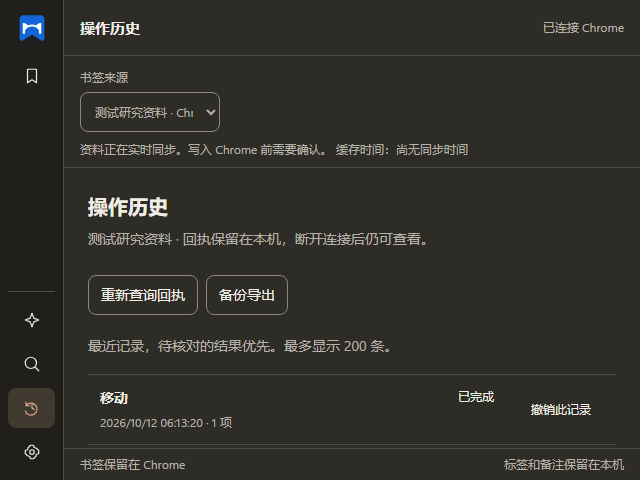 操作历史
已连接 Chrome
书签来源
测试研究资料 · Chr
资料正在实时同步。写入 Chrome 前需要确认。 缓存时间：尚无同步时间
操作历史
测试研究资料 · 回执保留在本机，断开连接后仍可查看。
重新查询回执
备份导出
最近记录，待核对的结果优先。最多显示 200 条。
移动
已完成
撤销此记录
2026/10/12 06:13:20 · 1 项
书签保留在 Chrome
标签和备注保留在本机